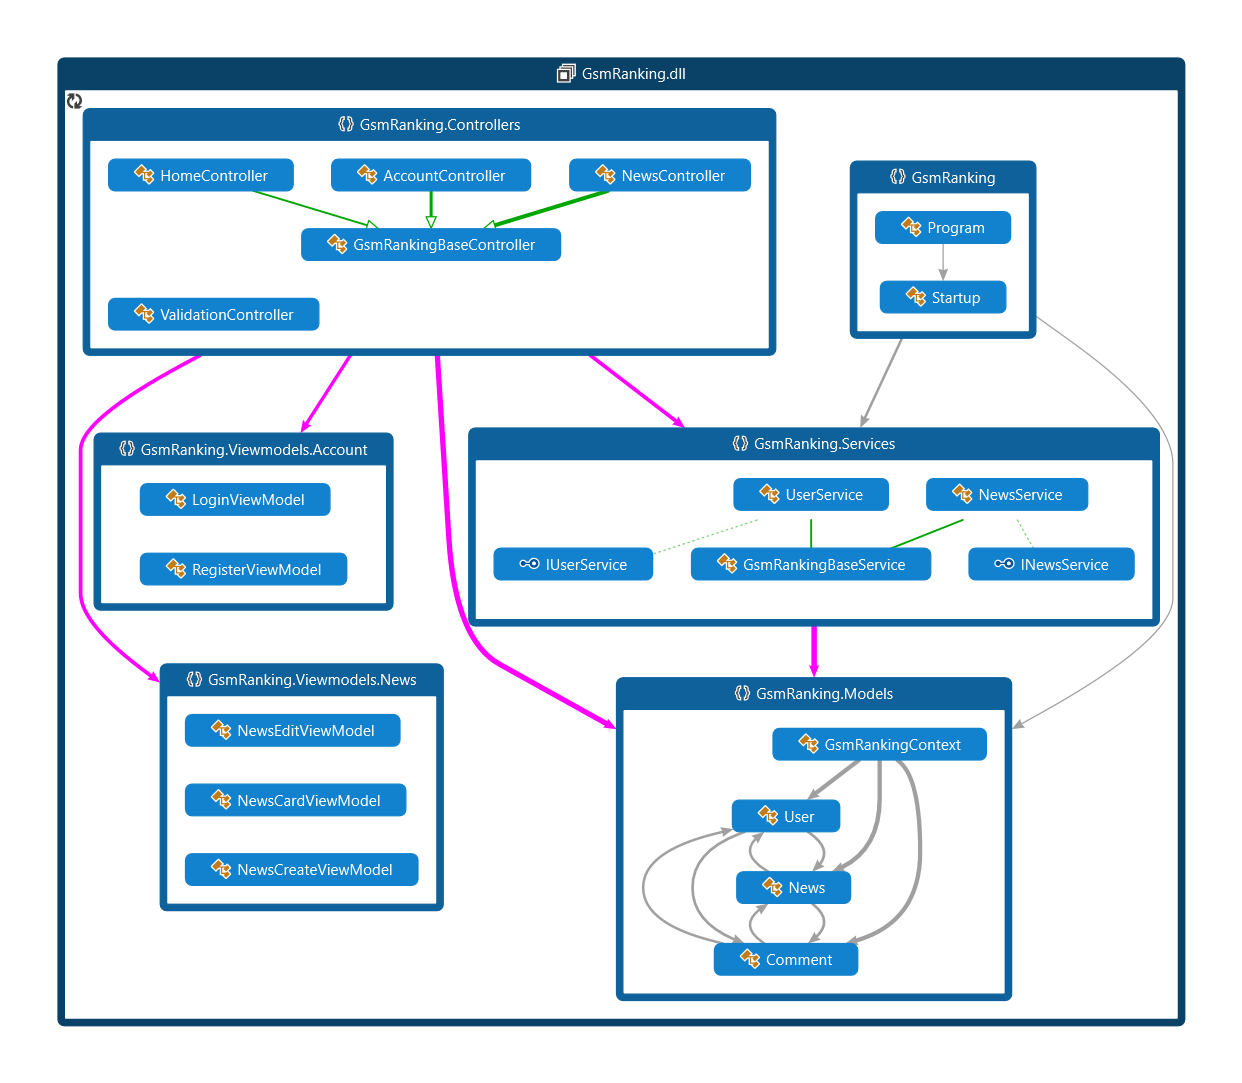 GsmRanking.dll
GsmRanking.Controllers
HomeController
AccountController
NewsController
GsmRankingBaseController
ValidationController
GsmRanking
Program
Startup
GsmRanking.Viewmodels.Account
LoginViewModel
RegisterViewModel
GsmRanking.Services
UserService
NewsService
IUserService
GsmRankingBaseService
INewsService
GsmRanking.Viewmodels.News
NewsEditViewModel
NewsCardViewModel
NewsCreateViewModel
GsmRanking.Models
GsmRankingContext
User
News
Comment